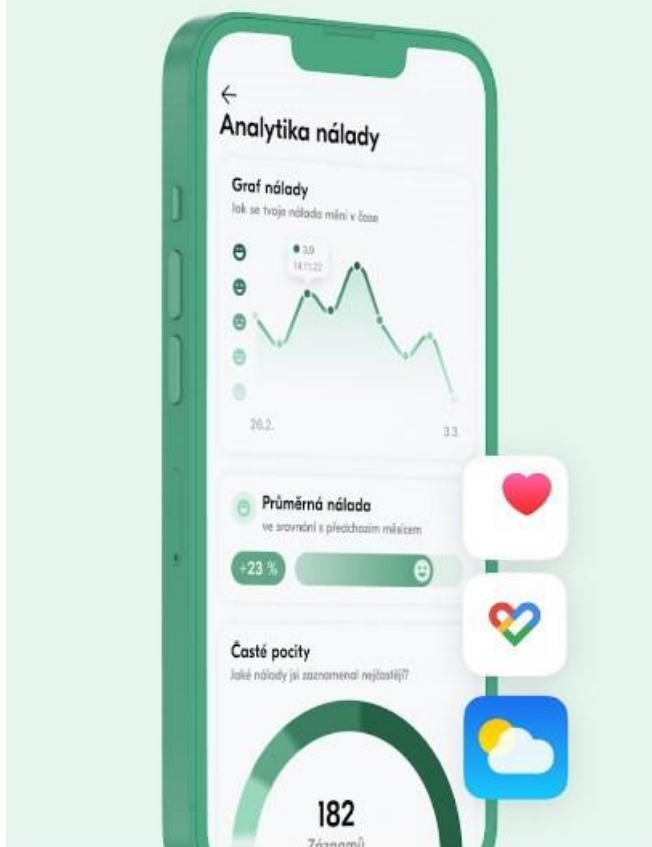 Analytika nálady
Graf nálady
Jak se tvoje nálada mění v čase
3,9
14.11.22
26.2.
3.3.
Průměrná nálada
ve srovnání s předchozím měsícem
+23 %
Časté pocity
Jaké nálady jsi zaznamenal nejčastěji?
182
Záznamů